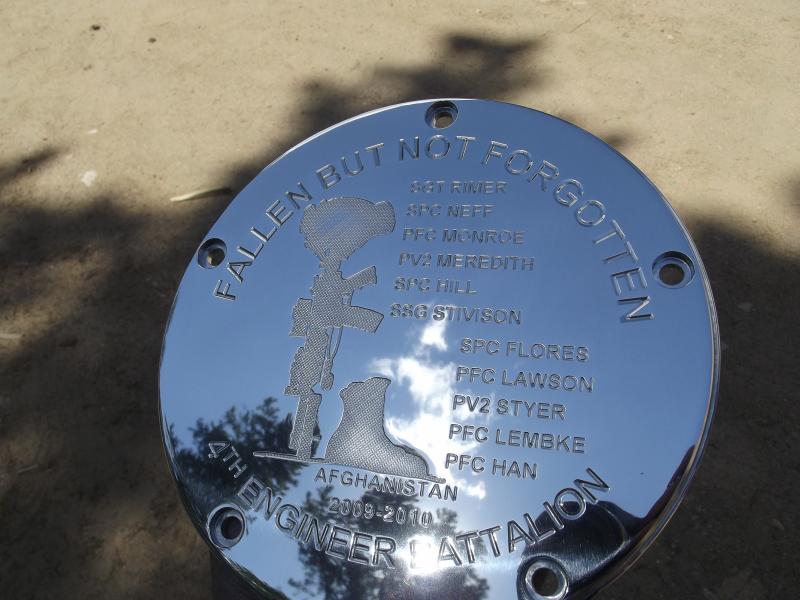 FALLEN BUT NOT FORGOTTEN
SGT RIMER
SPC NEFF
PFC MONROE
PV2 MEREDITH
SPC HILL
SSG STIVISON
SPC FLORES
PFC LAWSON
PV2 STYER
PFC LEMBKE
PFC HAN
AFGHANISTAN
2009-2010
4TH ENGINEER BATTALION